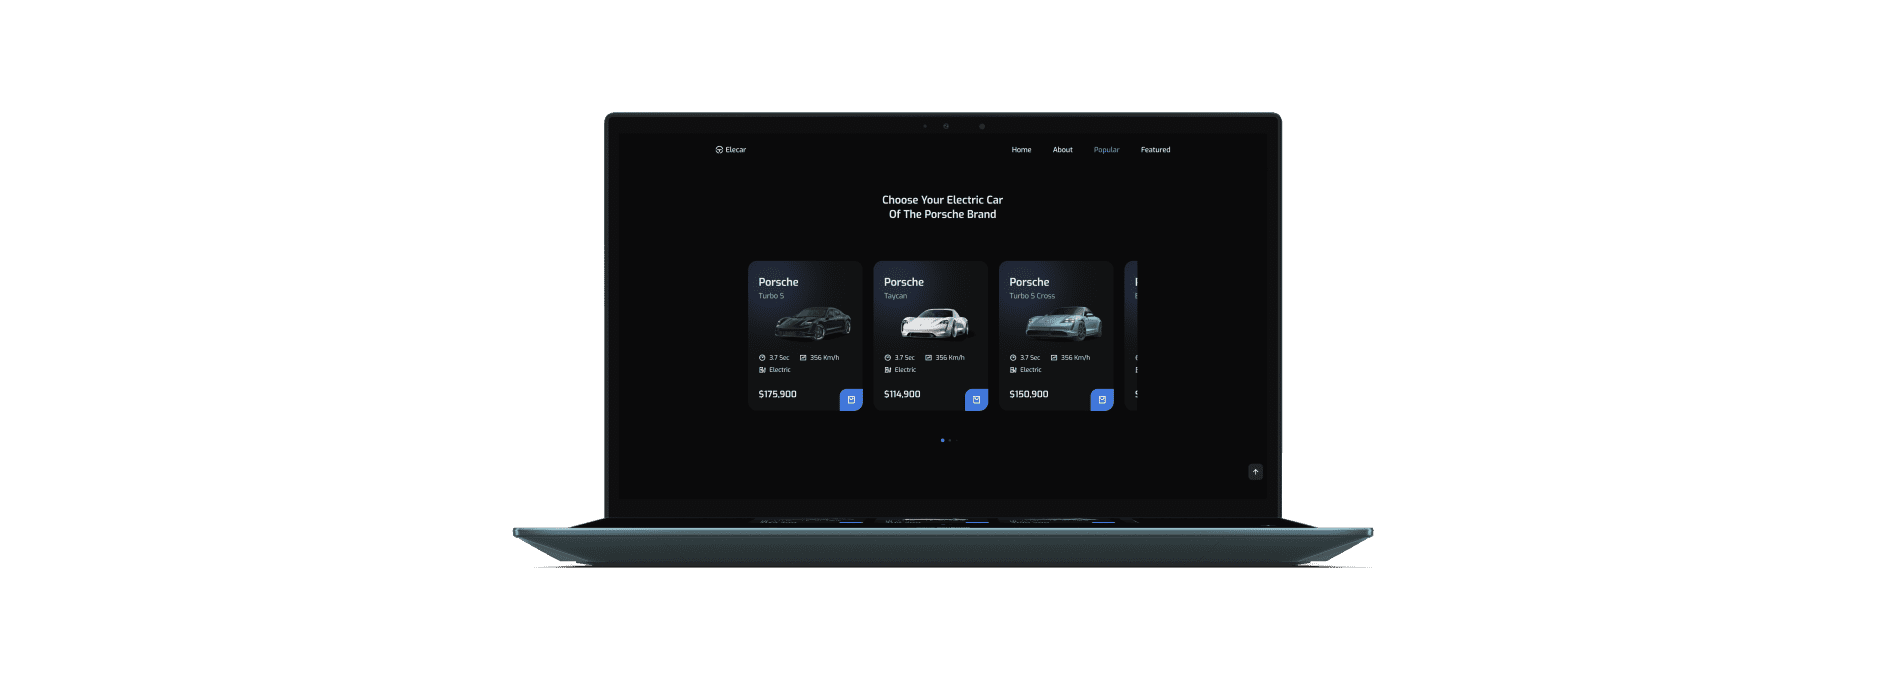 Elecar
Home About Popular Featured
Choose Your Electric Car
Of The Porsche Brand
Porsche
Turbo S
3.7 Sec 356 Km/h
Electric
$175,900
Porsche
Taycan
3.7 Sec 356 Km/h
Electric
$114,900
Porsche
Turbo S Cross
3.7 Sec 356 Km/h
Electric
$150,900